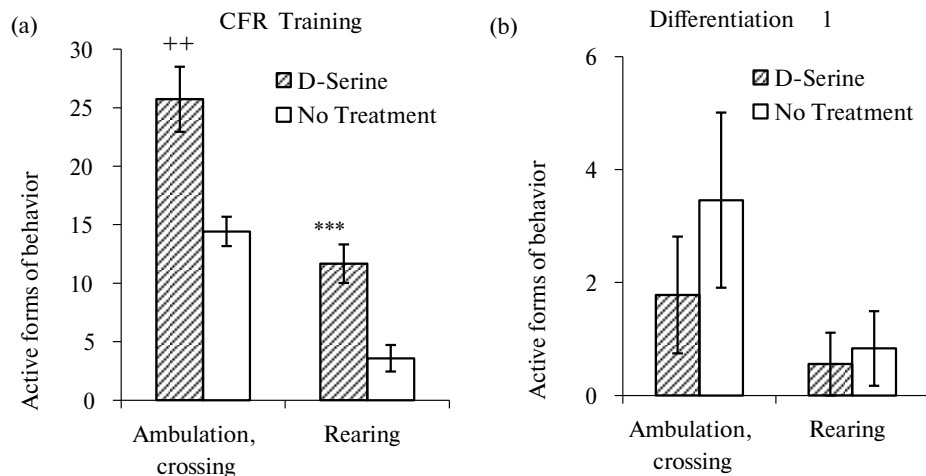 (a)
CFR Training
Active forms of behavior
30
25
20
15
10
5
0
++
***
D-Serine
No Treatment
Ambulation,
crossing
Rearing
(b)
Differentiation 1
Active forms of behavior
6
4
2
0
D-Serine
No Treatment
Ambulation,
crossing
Rearing